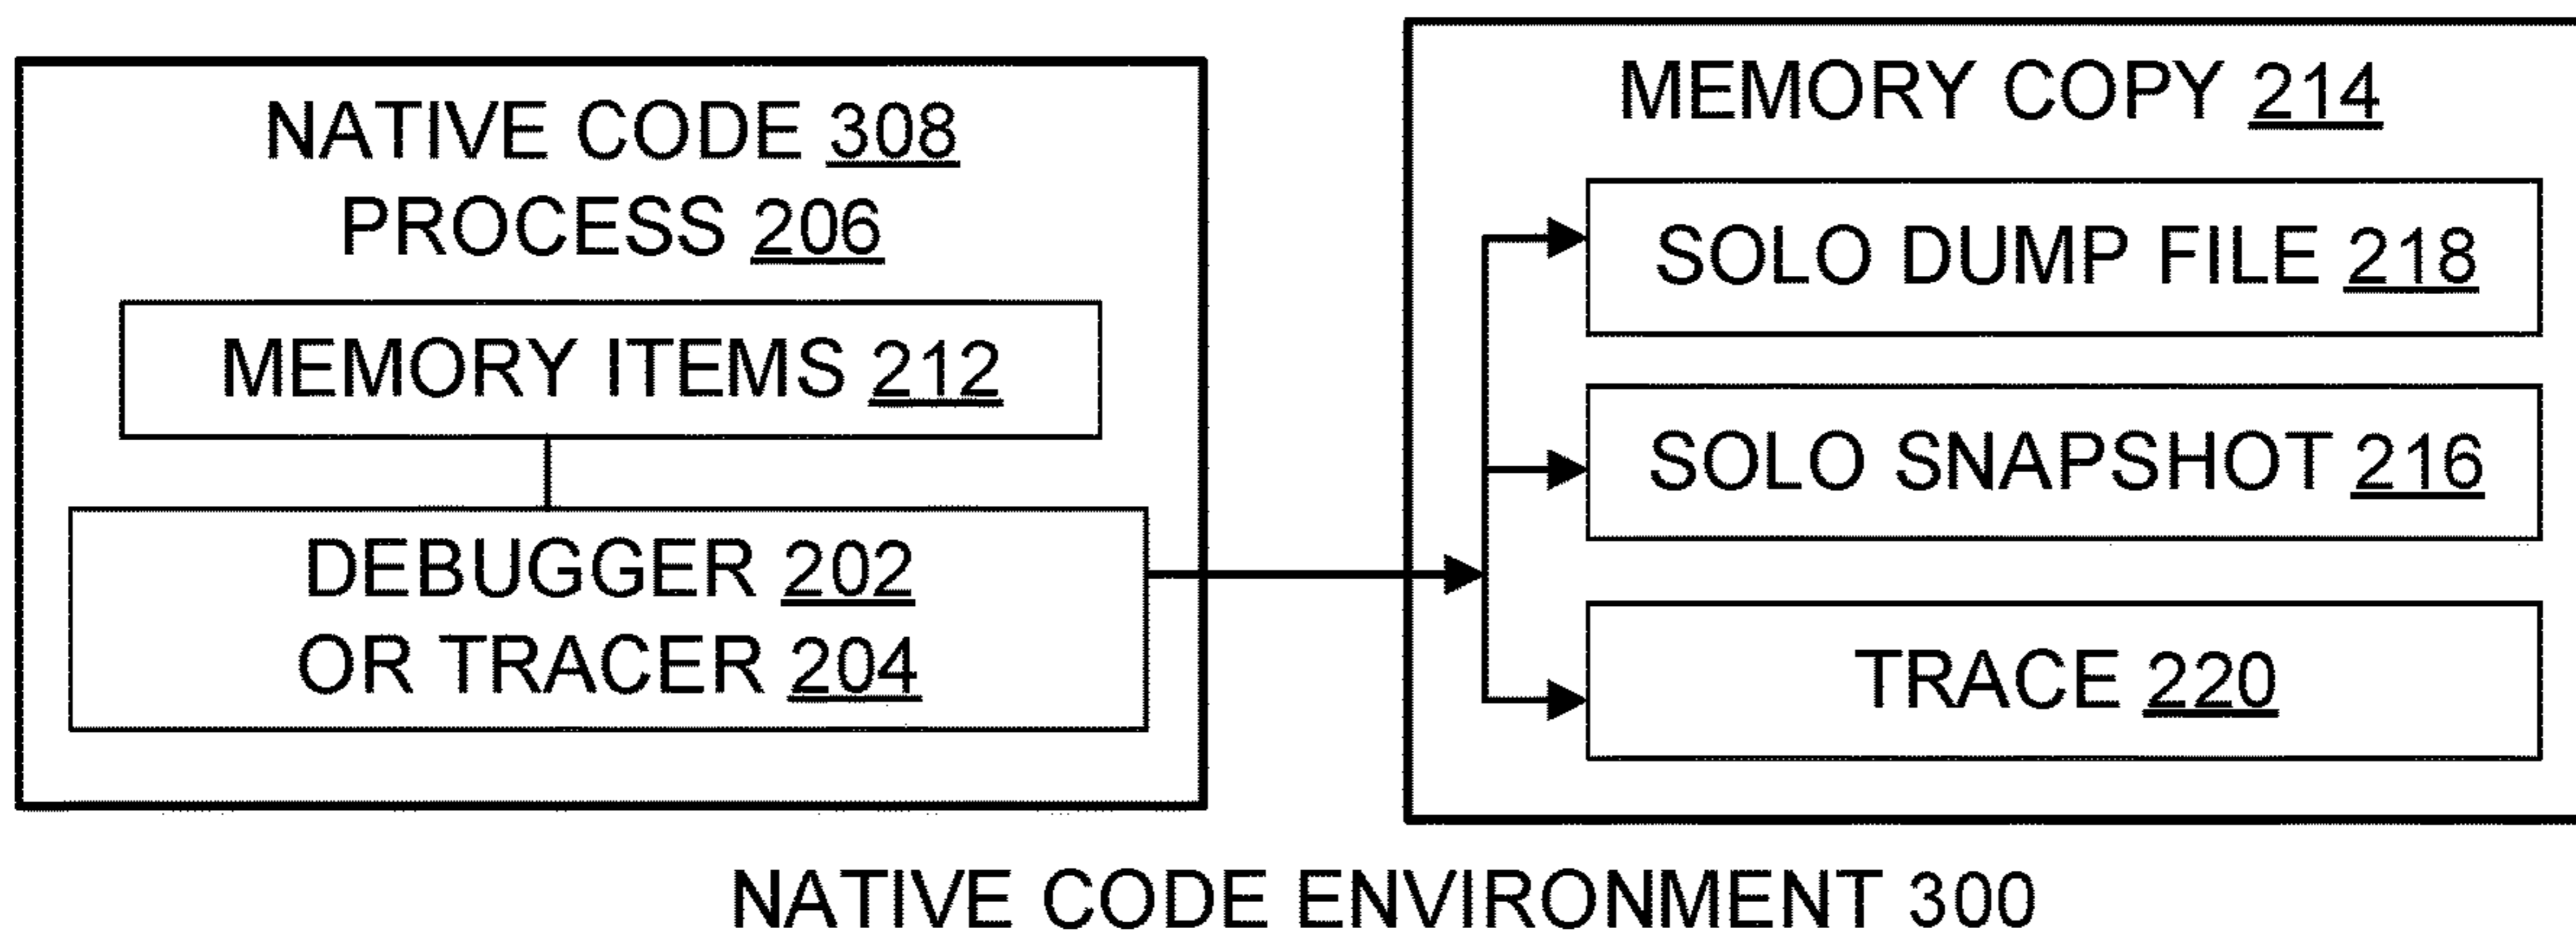 NATIVE CODE 308
PROCESS 206
MEMORY ITEMS 212
DEBUGGER 202
OR TRACER 204
MEMORY COPY 214
SOLO DUMP FILE 218
SOLO SNAPSHOT 216
TRACE 220
NATIVE CODE ENVIRONMENT 300